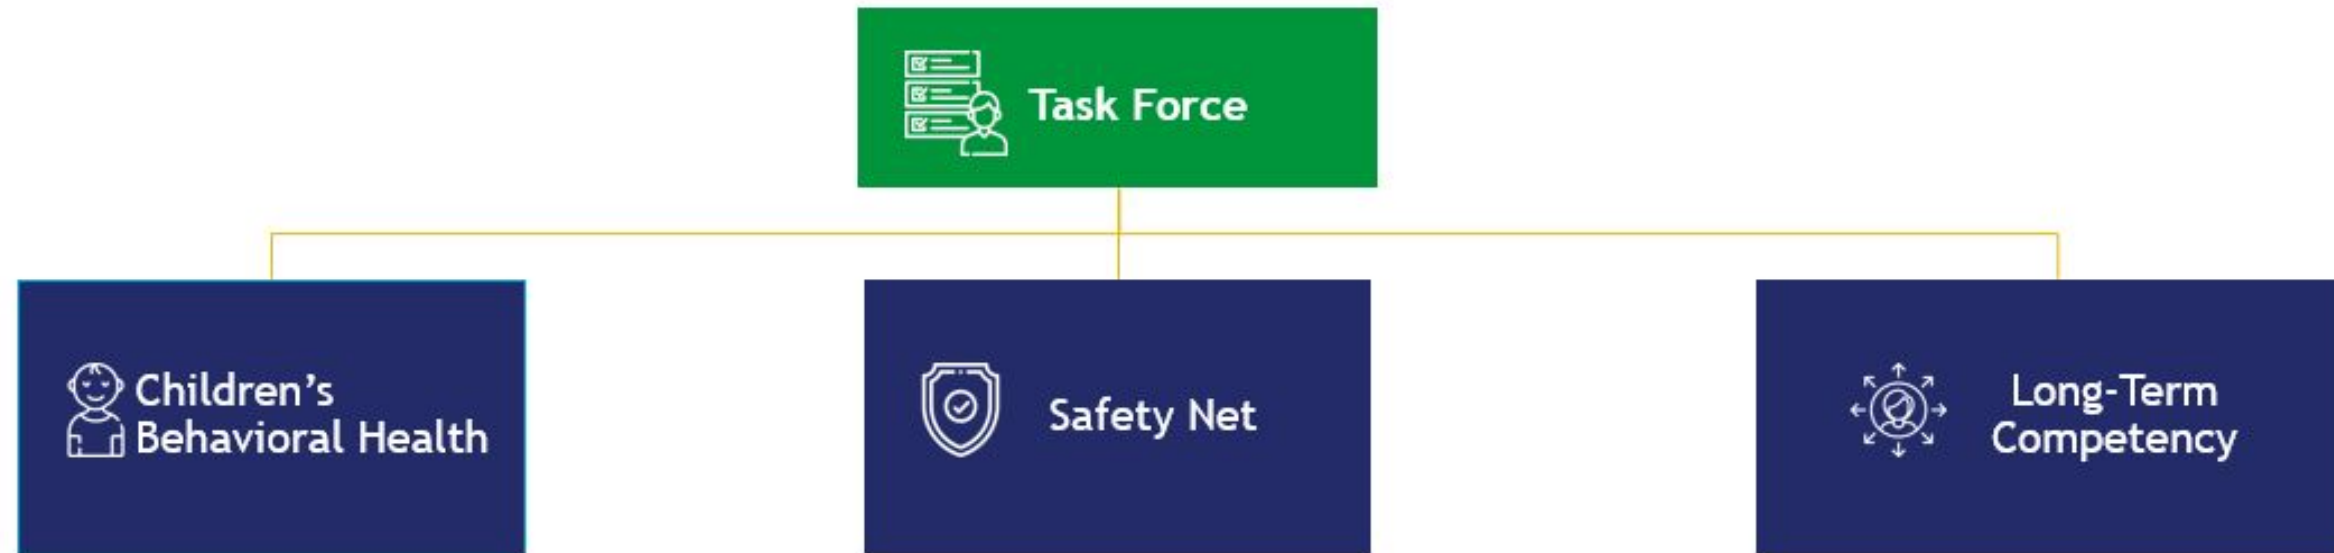 Task Force
Children’s
Behavioral Health
Safety Net
Long-Term
Competency